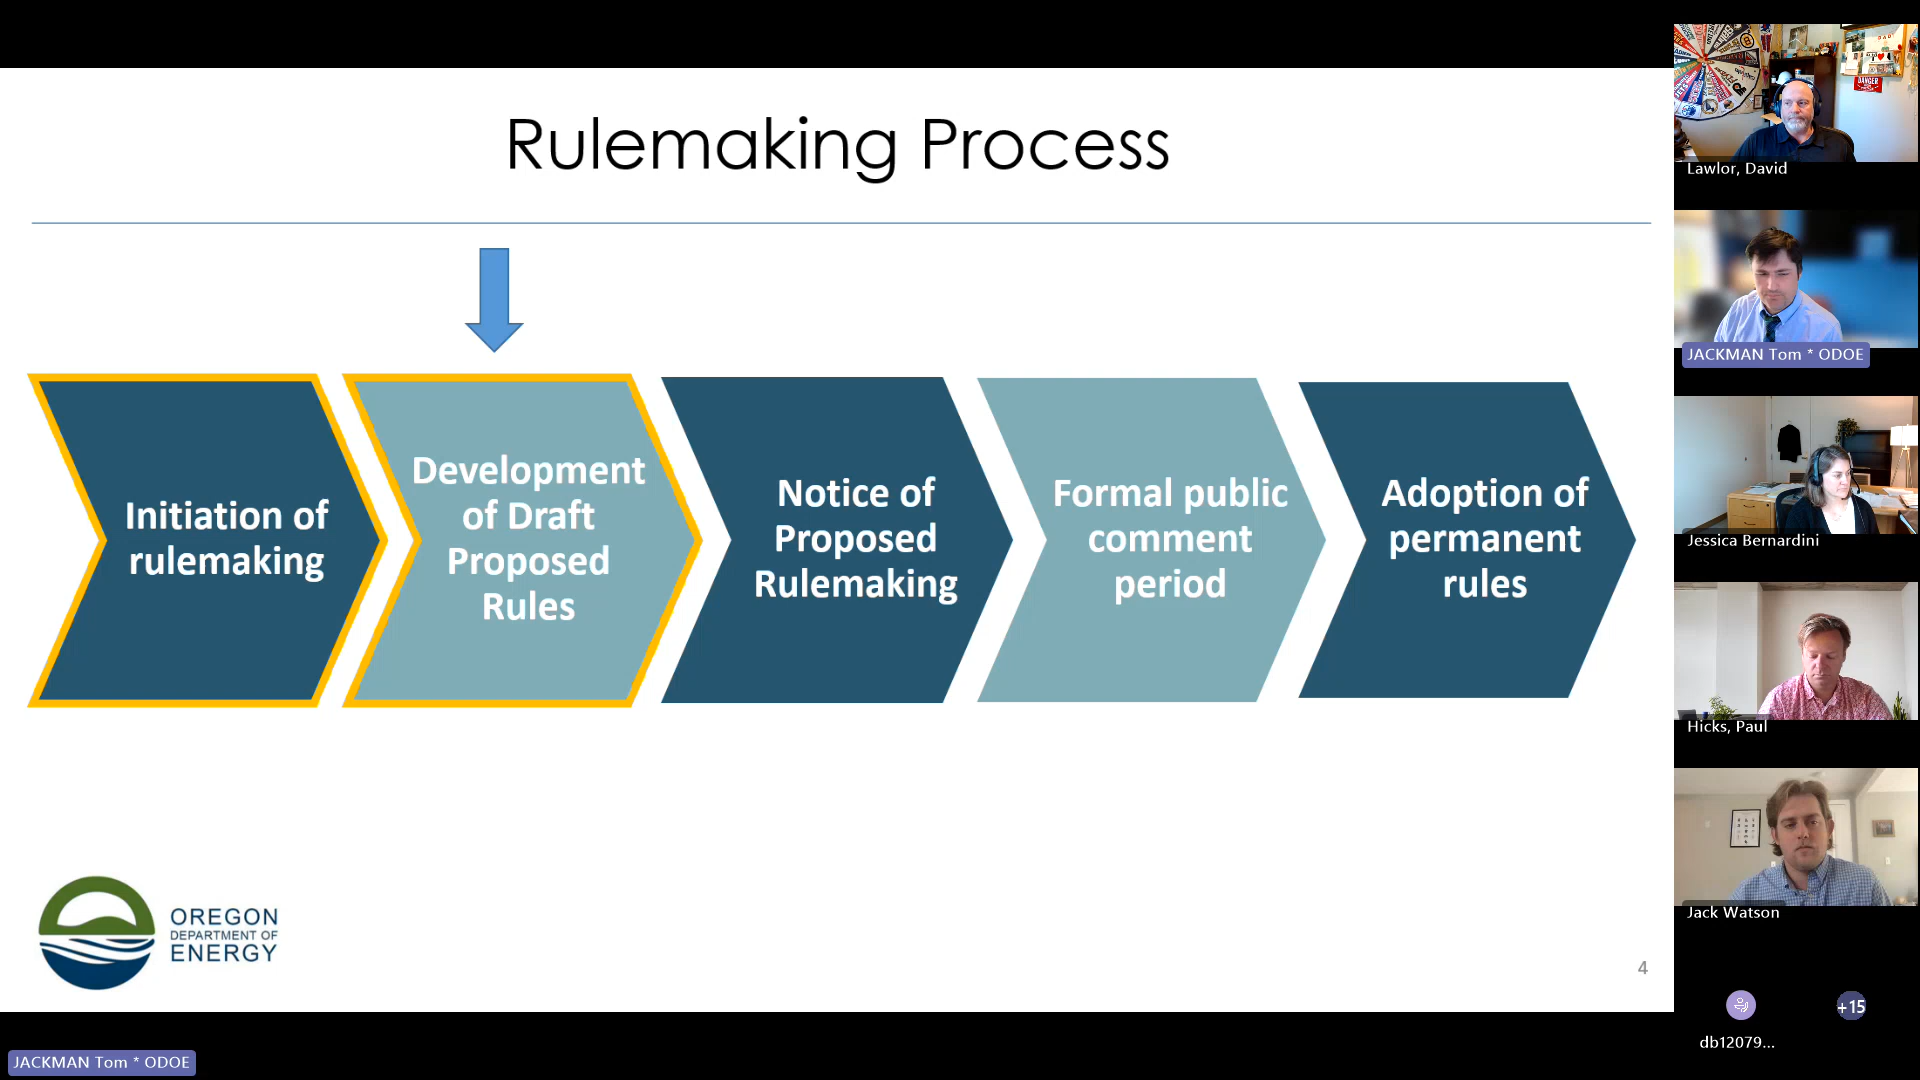 Rulemaking Process
Initiation of
rulemaking
Development
of Draft
Proposed
Rules
Notice of
Proposed
Rulemaking
Formal public
comment
period
Adoption of
permanent
rules
OREGON
DEPARTMENT OF
ENERGY
4
JACKMAN Tom * ODOE
DANGER
Lawlor, David
JACKMAN Tom * ODOE
Jessica Bernardini
Hicks, Paul
Jack Watson
db12079...
+15